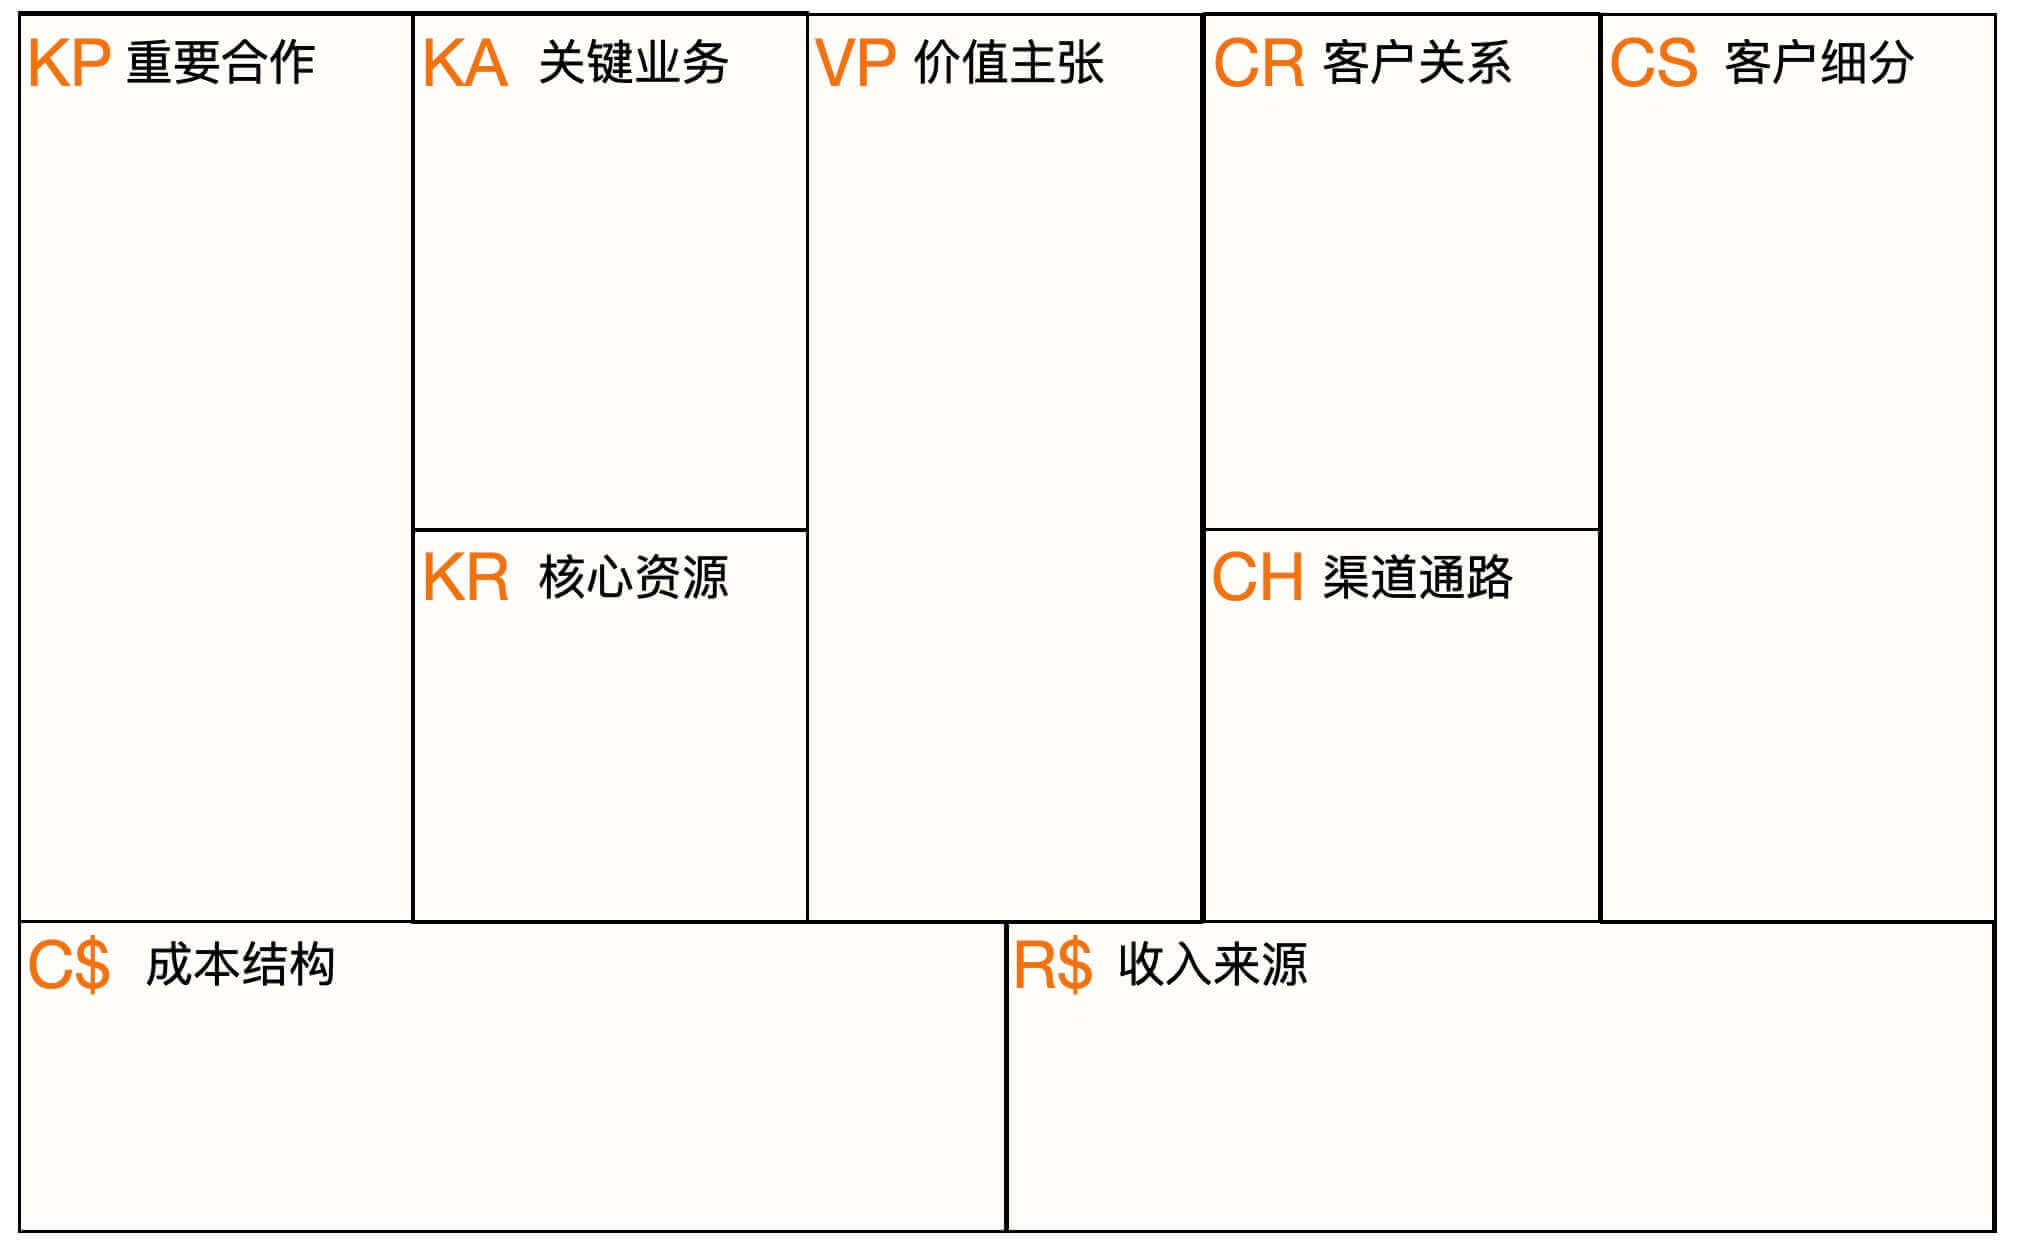 KP 重要合作
KA 关键业务
VP 价值主张
CR 客户关系
CS 客户细分
KR 核心资源
CH 渠道通路
C$ 成本结构
R$ 收入来源